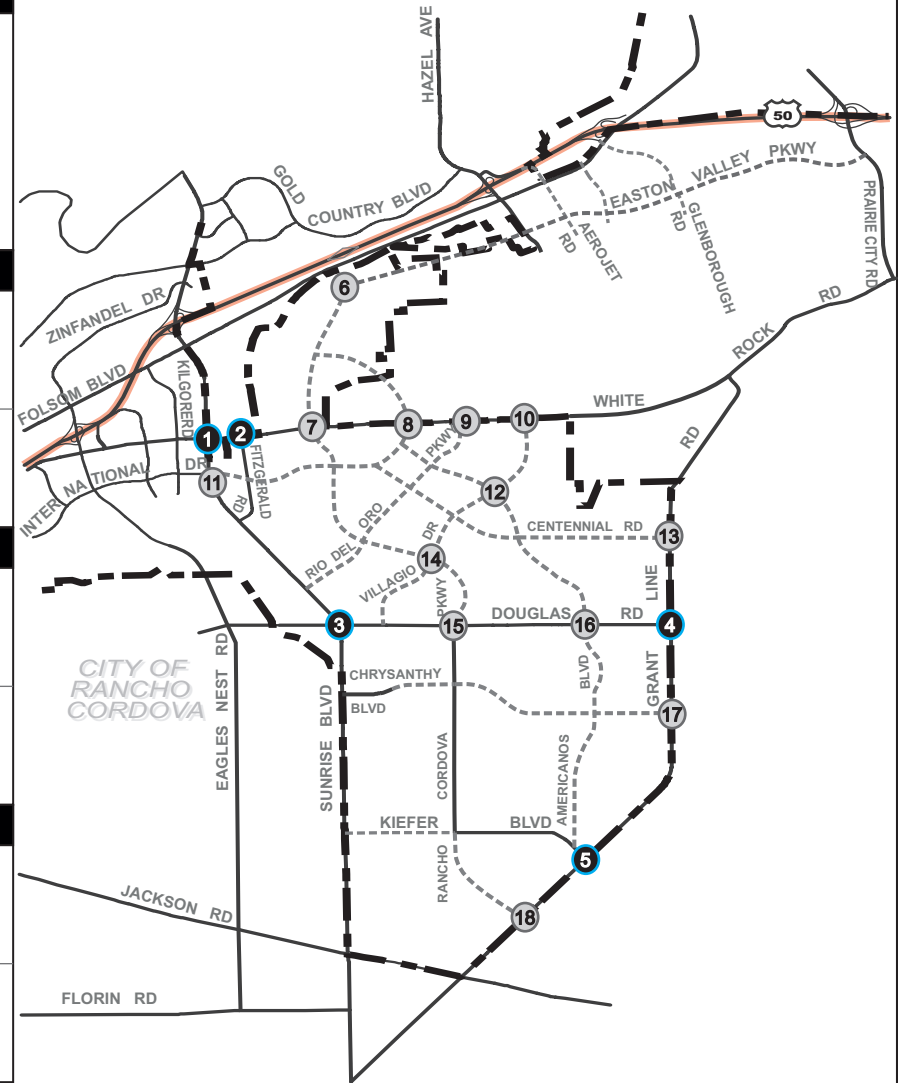 HAZEL AVE
50
GOLD
COUNTRY BLVD
EASTON VALLEY PKWY
PRAIRIE CITY RD
AEROJET
RD
GLENBOROUGH
RD
6
ZINFANDEL DR
ROCK RD
FOLSOM BLVD
KILGORE RD
WHITE
1
2
7
8
9
10
PKWY
RD
INTERNATIONAL DR
11
FITZGERALD
RD
12
ORO
RIO DEL
DR
CENTENNIAL RD
13
14
VILLAGIO
PKWY
LINE
3
15
DOUGLAS RD
16
4
CITY OF
RANCHO
CORDOVA
EAGLES NEST RD
CHRYSANTHY
BLVD
BLVD
GRANT
17
SUNRISE BLVD
CORDOVA
AMERICANOS
KIEFER BLVD
5
RANCHO
JACKSON RD
18
FLORIN RD